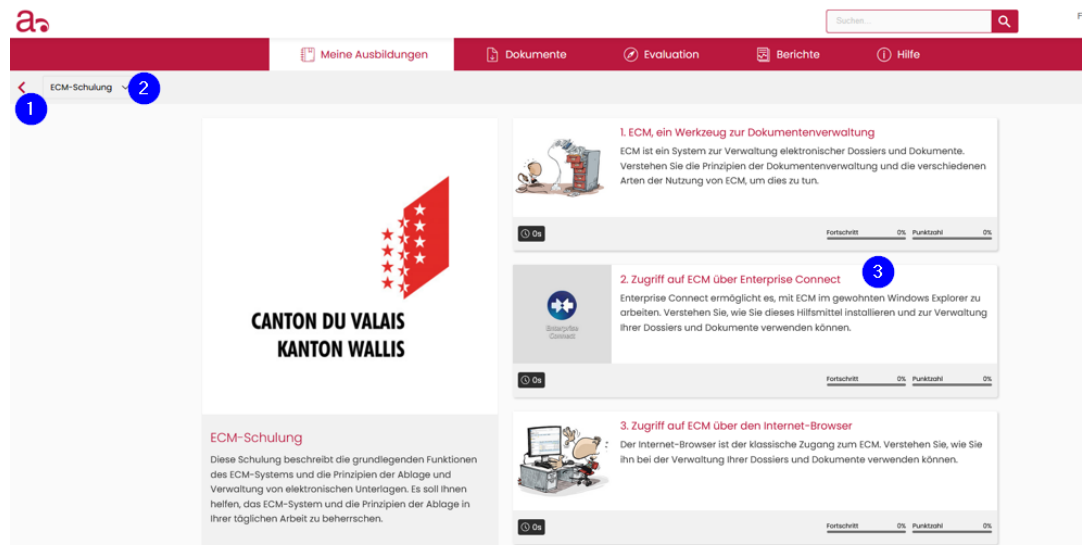 a
Suchen...
F
Meine Ausbildungen
Dokumente
Evaluation
Berichte
Hilfe
1
ECM-Schulung
2
CANTON DU VALAIS
KANTON WALLIS
ECM-Schulung
Diese Schulung beschreibt die grundlegenden Funktionen
des ECM-Systems und die Prinzipien der Ablage und
Verwaltung von elektronischen Unterlagen. Es soll Ihnen
helfen, das ECM-System und die Prinzipien der Ablage in
Ihrer täglichen Arbeit zu beherrschen.
1. ECM, ein Werkzeug zur Dokumentenverwaltung
ECM ist ein System zur Verwaltung elektronischer Dossiers und Dokumente.
Verstehen Sie die Prinzipien der Dokumentenverwaltung und die verschiedenen
Arten der Nutzung von ECM, um dies zu tun.
0s
Fortschritt 0% Punktzahl 0%
2. Zugriff auf ECM über Enterprise Connect
3
Enterprise Connect ermöglicht es, mit ECM im gewohnten Windows Explorer zu
arbeiten. Verstehen Sie, wie Sie dieses Hilfsmittel installieren und zur Verwaltung
Ihrer Dossiers und Dokumente verwenden können.
Enterprise
Connect
0s
Fortschritt 0% Punktzahl 0%
3. Zugriff auf ECM über den Internet-Browser
Der Internet-Browser ist der klassische Zugang zum ECM. Verstehen Sie, wie Sie
ihn bei der Verwaltung Ihrer Dossiers und Dokumente verwenden können.
0s
Fortschritt 0% Punktzahl 0%